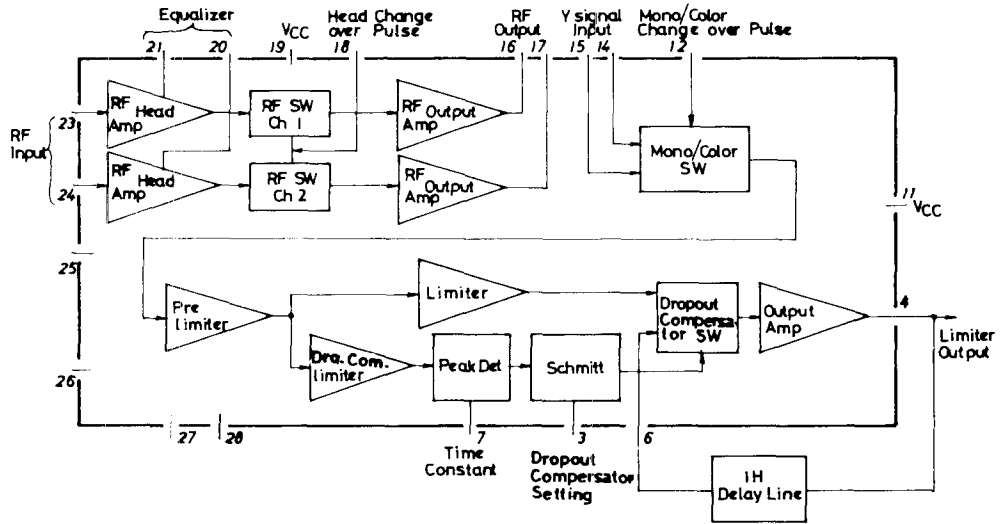 Equalizer
21
20
VCC
19
Head Change
over Pulse
18
RF
Output
16 17
Y signal
Input
15 14
Mono/Color
Change over Pulse
12
23
RF
Input
24
RF Head
Amp
RF Head
Amp
RF SW
Ch 1
RF SW
Ch 2
RF Output
Amp
RF Output
Amp
Mono/Color
SW
11
VCC
25
26
Pre
limiter
Limiter
Dro. Com.
limiter
Peak Det
Schmitt
Dropout
Compersa-
tor SW
Output
Amp
4
Limiter
Output
27
28
7
Time
Constant
3
Dropout
Compersator
Setting
6
1H
Delay Line